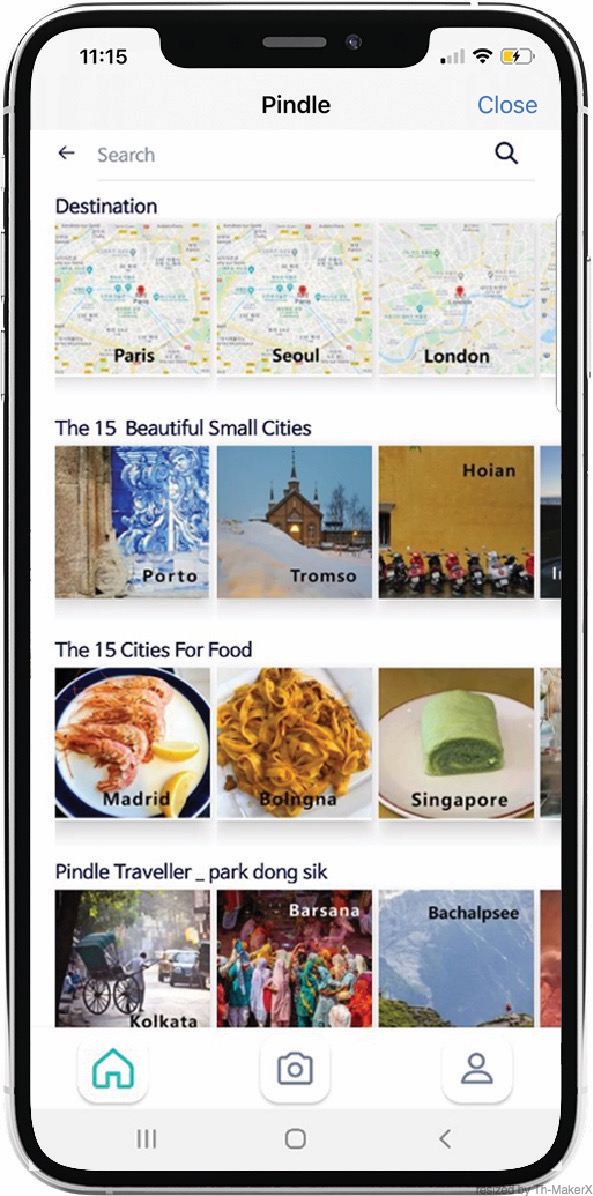 11:15
Pindle
Close
Search
Destination
Paris
Seoul
London
The 15 Beautiful Small Cities
Porto
Tromso
Hoian
The 15 Cities For Food
Madrid
Bolngna
Singapore
Pindle Traveller _ park dong sik
Kolkata
Barsana
Bachalpsee
resized by Th-MakerX